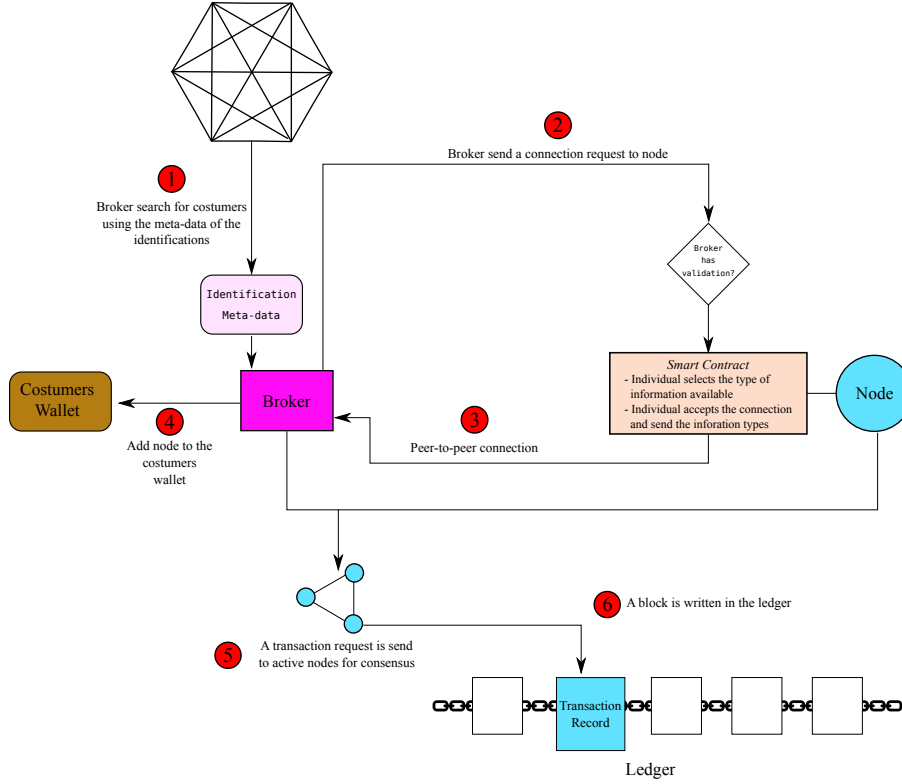 1
Broker search for costumers
using the meta-data of the
identifications
2
Broker send a connection request to node
Broker
has
validation?
Identification
Meta-data
Smart Contract
- Individual selects the type of
information available
- Individual accepts the connection
and send the inforation types
Node
Costumers
Wallet
Broker
3
Peer-to-peer connection
4
Add node to the
costumers
wallet
5
A transaction request is send
to active nodes for consensus
6
A block is written in the ledger
Transaction
Record
Ledger